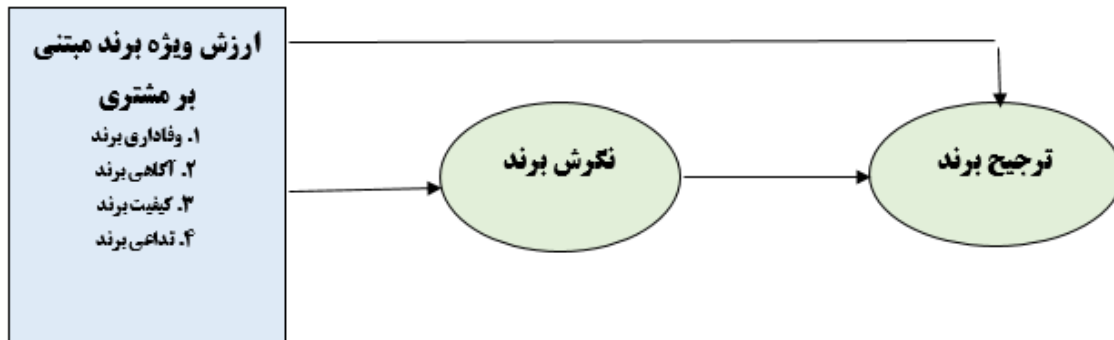 ارزش ویژه برند مبتنی
بر مشتری
۱. وفاداری برند
۲. آگاهی برند
۳. کیفیت برند
۴. تداعی برند
نگرش برند
ترجیح برند